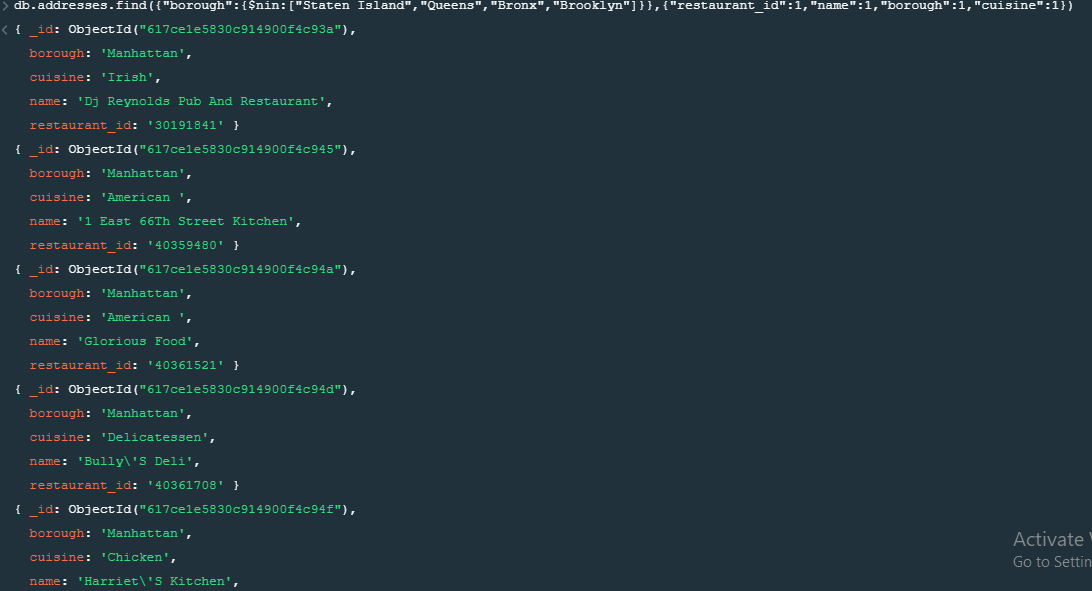 > db.addresses.find({"borough":{$nin:["Staten Island","Queens","Bronx","Brooklyn"]}},{"restaurant_id":1,"name":1,"borough":1,"cuisine":1})
< { _id: ObjectId("617ce1e5830c914900f4c93a"),
borough: 'Manhattan',
cuisine: 'Irish',
name: 'Dj Reynolds Pub And Restaurant',
restaurant_id: '30191841' }
{ _id: ObjectId("617ce1e5830c914900f4c945"),
borough: 'Manhattan',
cuisine: 'American ',
name: '1 East 66Th Street Kitchen',
restaurant_id: '40359480' }
{ _id: ObjectId("617ce1e5830c914900f4c94a"),
borough: 'Manhattan',
cuisine: 'American ',
name: 'Glorious Food',
restaurant_id: '40361521' }
{ _id: ObjectId("617ce1e5830c914900f4c94d"),
borough: 'Manhattan',
cuisine: 'Delicatessen',
name: 'Bully\'S Deli',
restaurant_id: '40361708' }
{ _id: ObjectId("617ce1e5830c914900f4c94f"),
borough: 'Manhattan',
cuisine: 'Chicken',
name: 'Harriet\'S Kitchen',
Activate
Go to Settin